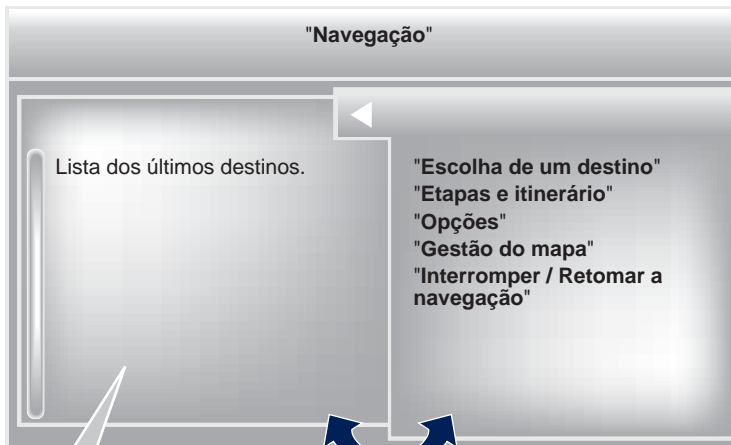 "Navegação"
Lista dos últimos destinos.
"Escolha de um destino"
"Etapas e itinerário"
"Opções"
"Gestão do mapa"
"Interromper / Retomar a
navegação"